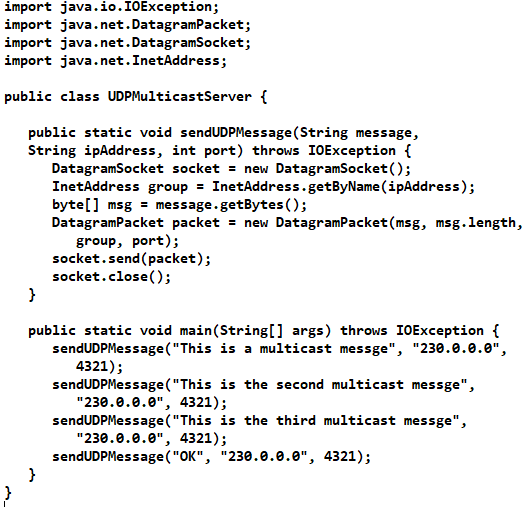 import java.io.IOException;
import java.net.DatagramPacket;
import java.net.DatagramSocket;
import java.net.InetAddress;

public class UDPMulticastServer {

   public static void sendUDPMessage(String message,
   String ipAddress, int port) throws IOException {
      DatagramSocket socket = new DatagramSocket();
      InetAddress group = InetAddress.getByName(ipAddress);
      byte[] msg = message.getBytes();
      DatagramPacket packet = new DatagramPacket(msg, msg.length,
         group, port);
      socket.send(packet);
      socket.close();
   }

   public static void main(String[] args) throws IOException {
      sendUDPMessage("This is a multicast messge", "230.0.0.0",
         4321);
      sendUDPMessage("This is the second multicast messge",
         "230.0.0.0", 4321);
      sendUDPMessage("This is the third multicast messge",
         "230.0.0.0", 4321);
      sendUDPMessage("OK", "230.0.0.0", 4321);
   }
}